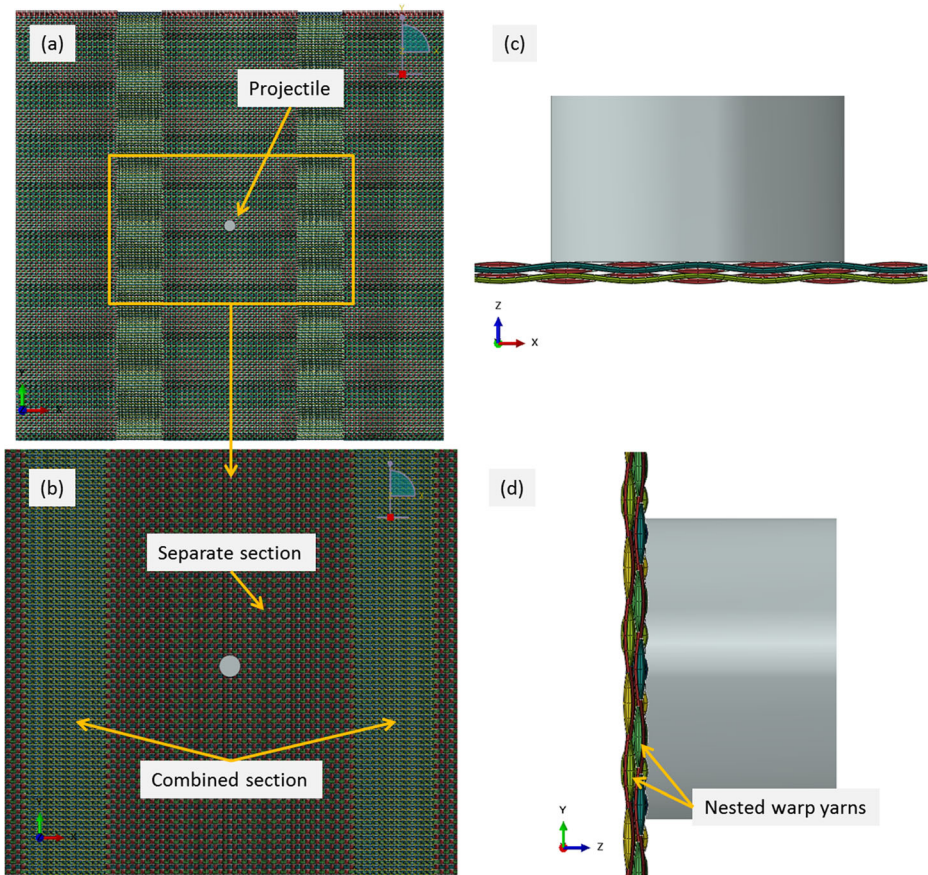 (a)
Projectile
Y
X
(b)
Separate section
Combined section
X
(c)
Z
X
(d)
Nested warp yarns
Y
Z